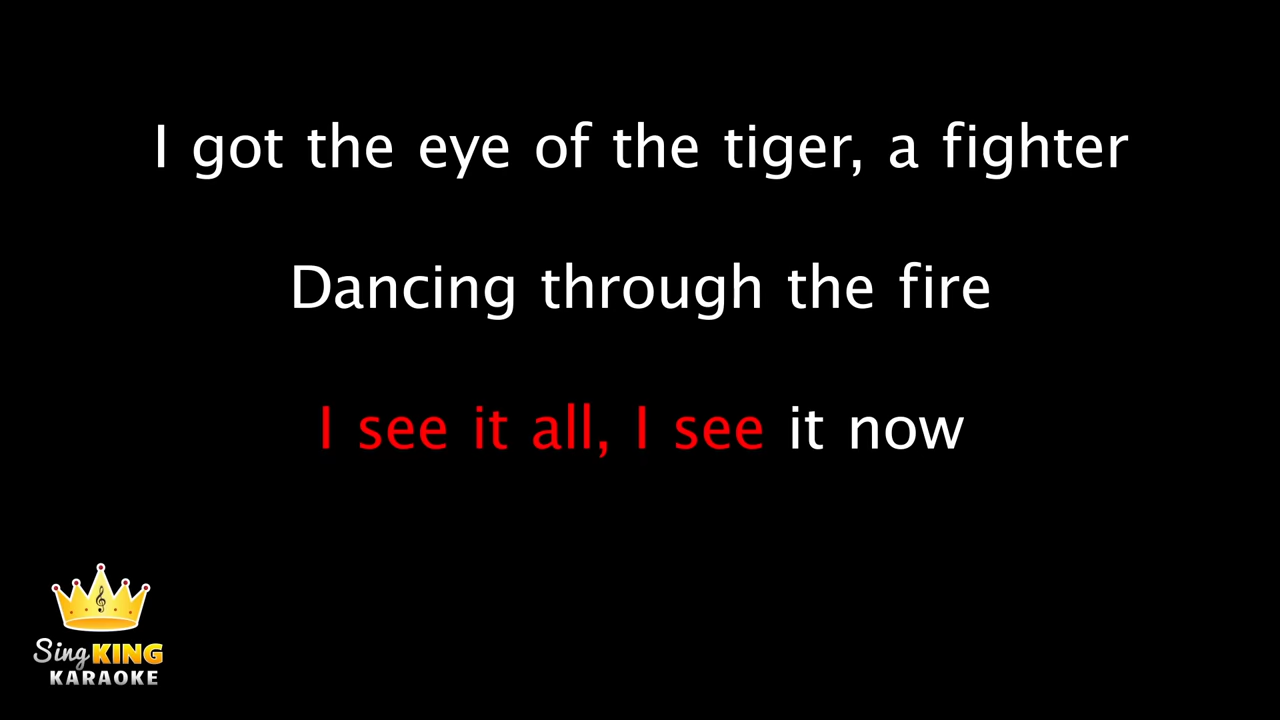 I got the eye of the tiger, a fighter
Dancing through the fire
I see it all, I see it now
Sing KING
KARAOKE